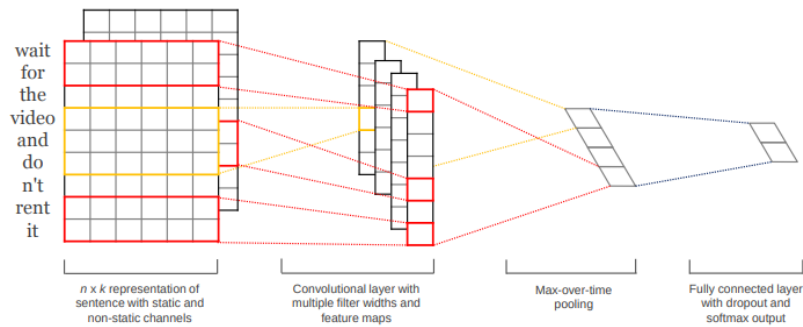 wait
for
the
video
and
do
n't
rent
it
n x k representation of
sentence with static and
non-static channels
Convolutional layer with
multiple filter widths and
feature maps
Max-over-time
pooling
Fully connected layer
with dropout and
softmax output